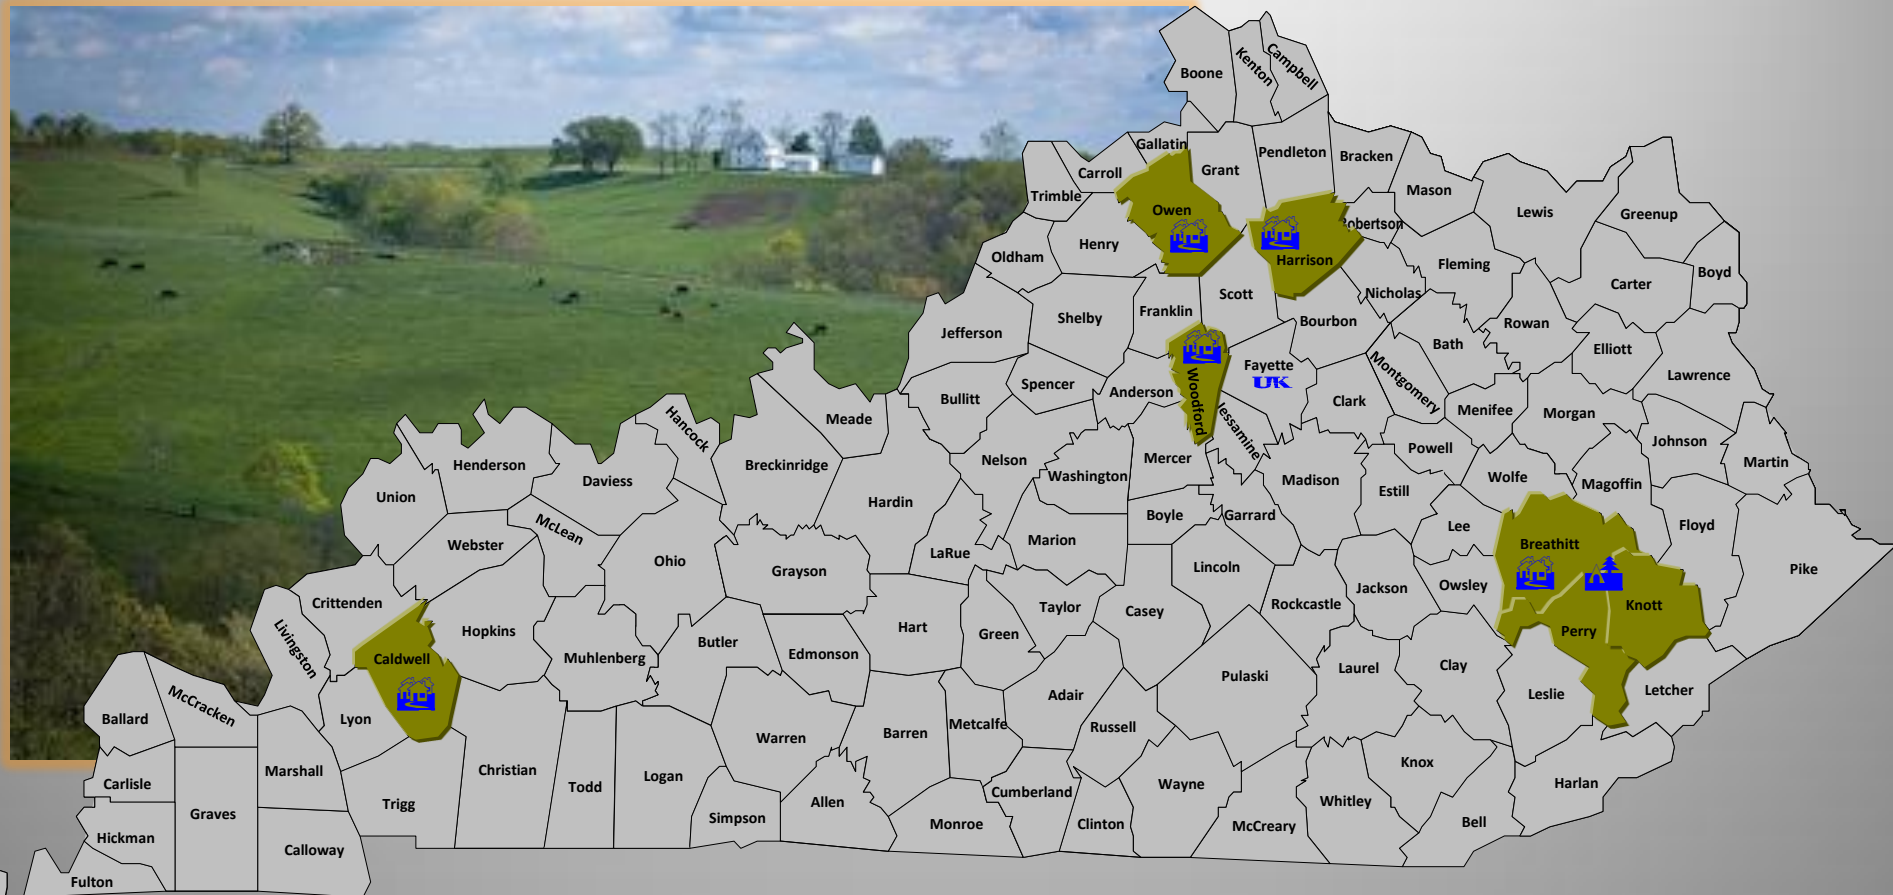 Boone
Kenton
Campbell
Gallatin
Carroll
Trimble
Owen
Grant
Pendleton
Bracken
Mason
Robertson
Lewis
Greenup
Henry
Oldham
Harrison
Fleming
Carter
Boyd
Nicholas
Scott
Franklin
Shelby
Jefferson
Bourbon
Rowan
Bath
Elliott
Lawrence
Fayette
UK
Woodford
Montgomery
Spencer
Anderson
Bullitt
Clark
Menifee
Morgan
Jessamine
Hancock
Meade
Johnson
Powell
Martin
Henderson
Daviess
Breckinridge
Nelson
Mercer
Washington
Madison
Wolfe
Magoffin
Estill
Union
Hardin
Boyle
Garrard
Lee
Floyd
McLean
Webster
Ohio
Grayson
LaRue
Marion
Breathitt
Lincoln
Jackson
Owsley
Pike
Crittenden
Taylor
Casey
Rockcastle
Knott
Livingston
Hopkins
Muhlenberg
Butler
Hart
Green
Perry
Edmonson
Caldwell
Pulaski
Laurel
Clay
Leslie
Letcher
Adair
McCracken
Ballard
Lyon
Metcalfe
Russell
Barren
Warren
Marshall
Christian
Logan
Knox
Carlisle
Todd
Wayne
Harlan
Trigg
Cumberland
Allen
Whitley
Graves
Simpson
Monroe
Clinton
McCreary
Bell
Hickman
Calloway
Fulton